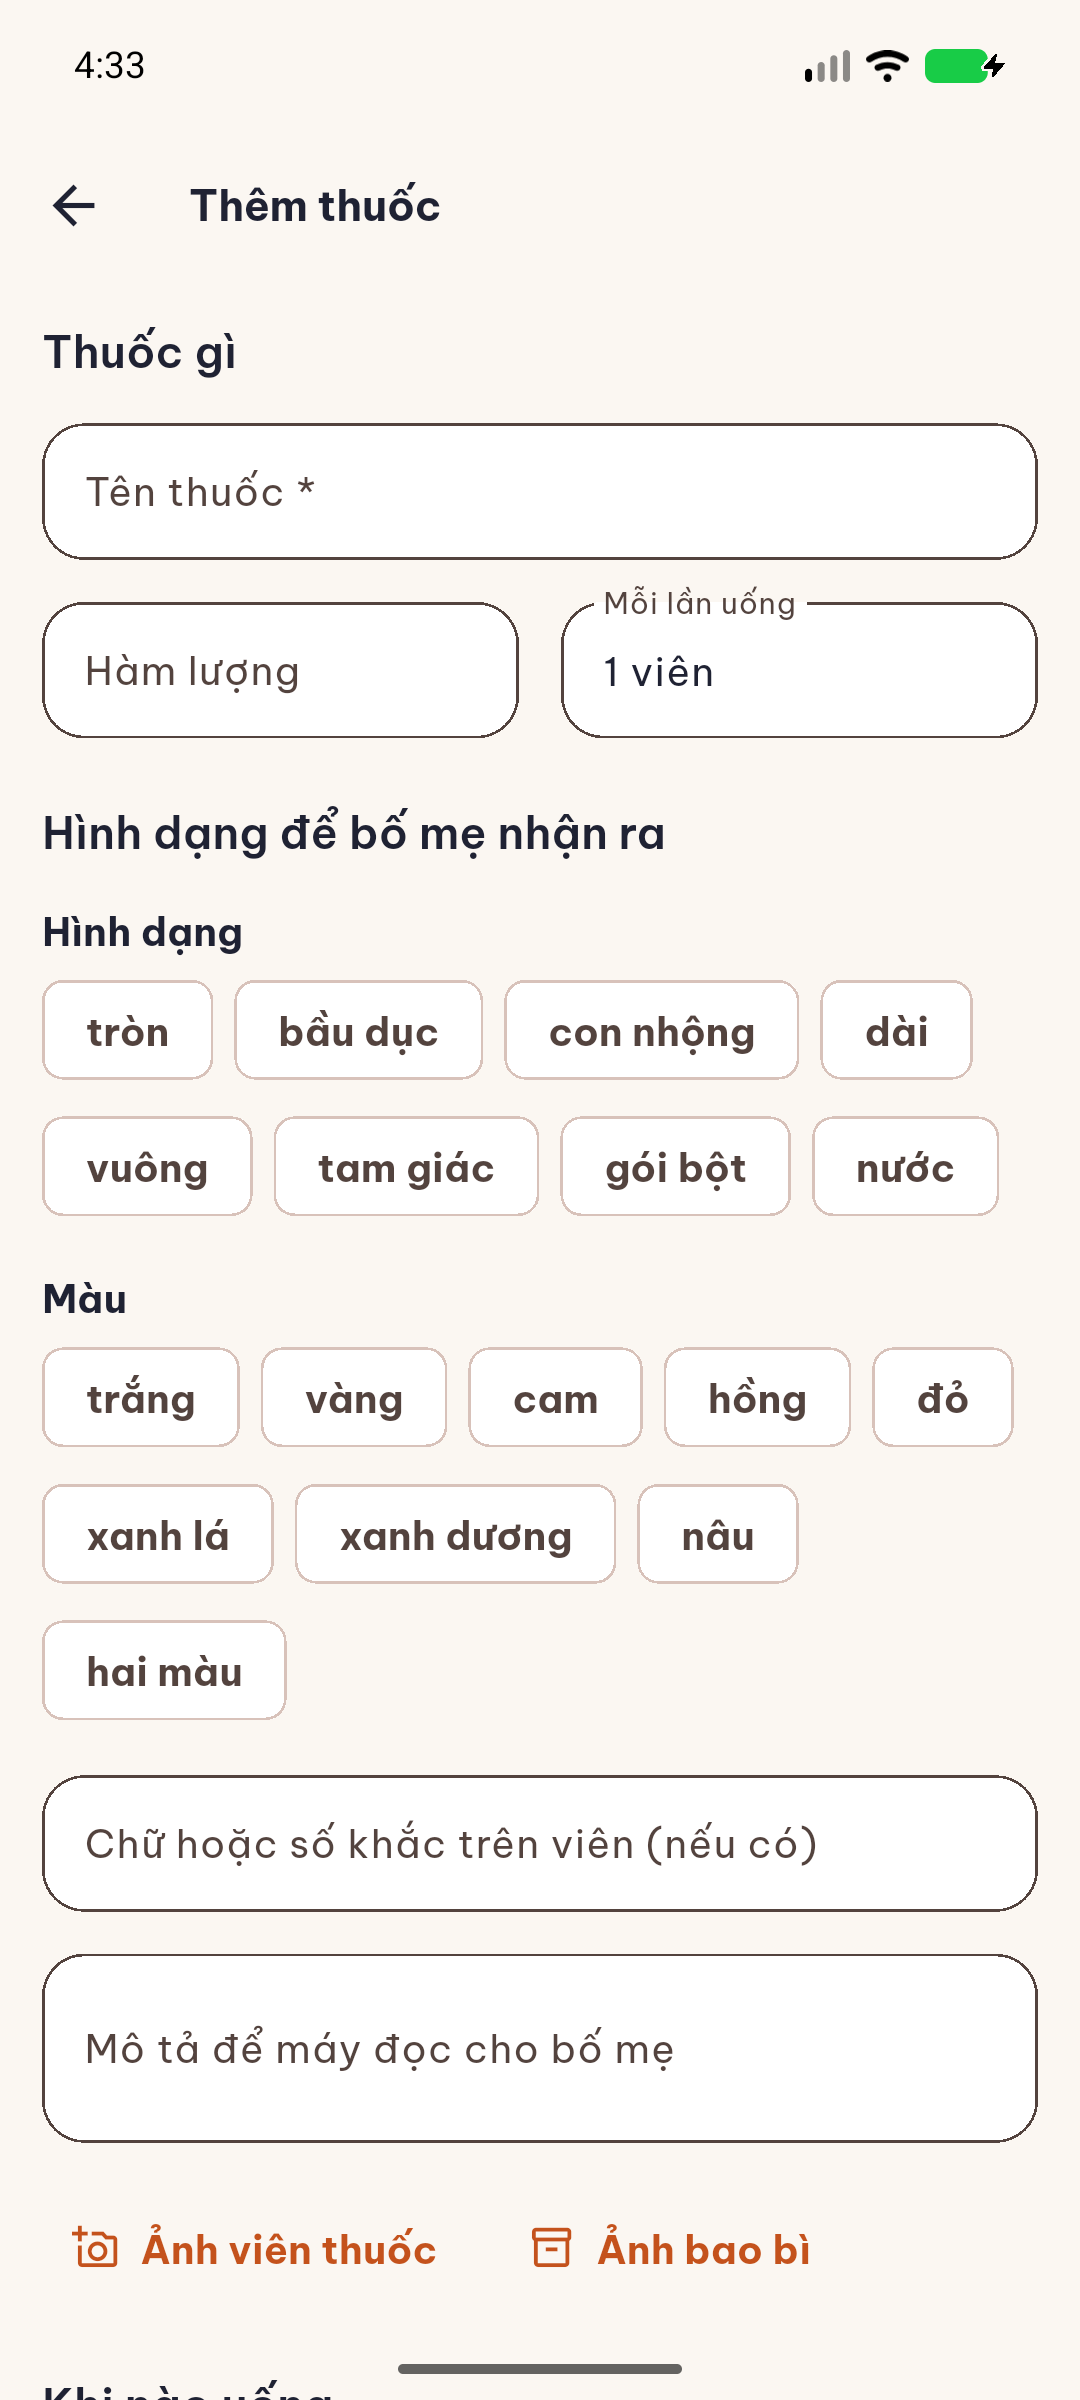 4:33
Thêm thuốc
Thuốc gì
Tên thuốc *
Hàm lượng
Mỗi lần uống
1 viên
Hình dạng để bố mẹ nhận ra
Hình dạng
tròn bầu dục con nhộng dài
vuông tam giác gói bột nước
Màu
trắng vàng cam hồng đỏ
xanh lá xanh dương nâu
hai màu
Chữ hoặc số khắc trên viên (nếu có)
Mô tả để máy đọc cho bố mẹ
Ảnh viên thuốc Ảnh bao bì
Khi nào uống